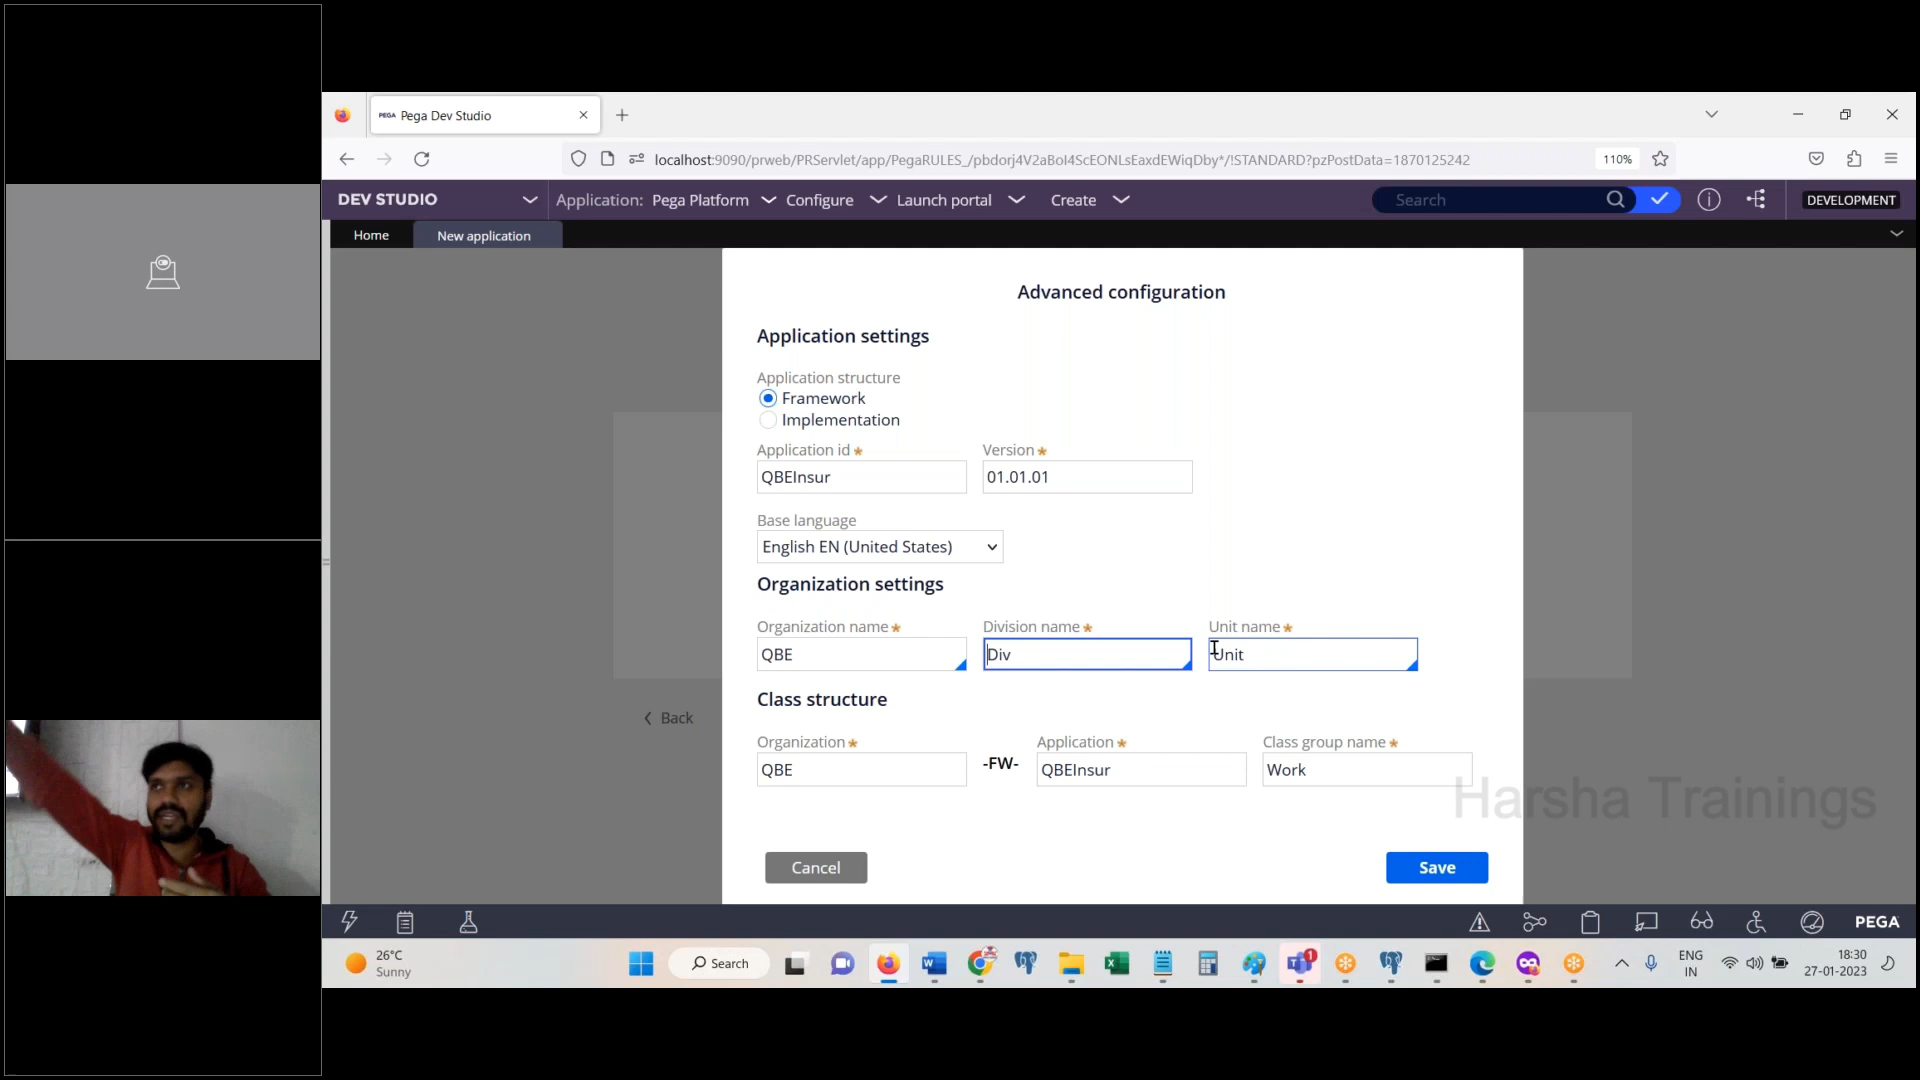 PEGA Pega Dev Studio
localhost:9090/prweb/PRServlet/app/PegaRULES_/pbdorj4V2aBol4ScEONLsEaxdEWiqDby*/!STANDARD?pzPostData=1870125242
110%
DEV STUDIO
Application: Pega Platform
Configure
Launch portal
Create
Search
DEVELOPMENT
Home
New application
Advanced configuration
Application settings
Application structure
Framework
Implementation
Application id * Version *
QBEInsur 01.01.01
Base language
English EN (United States)
Organization settings
Organization name * Division name * Unit name *
QBE Div Unit
Class structure
Back
Organization * Application * Class group name *
QBE -FW- QBEInsur Work
Harsha Trainings
Cancel Save
PEGA
26°C
Sunny
Search
1
ENG
IN
18:30
27-01-2023